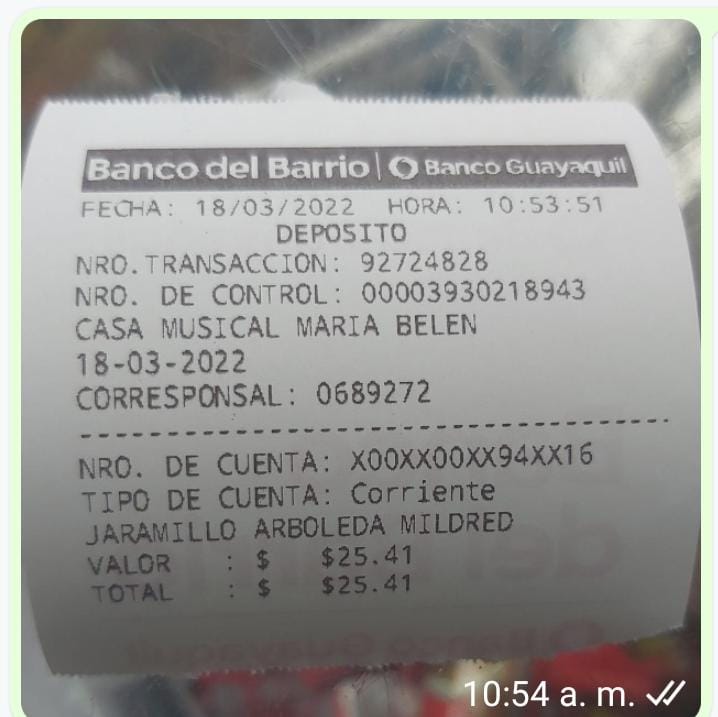 Banco del Barrio | Banco Guayaquil
FECHA: 18/03/2022 HORA: 10:53:51
DEPOSITO
NRO.TRANSACCION: 92724828
NRO. DE CONTROL: 00003930218943
CASA MUSICAL MARIA BELEN
18-03-2022
CORRESPONSAL: 0689272
NRO. DE CUENTA: X00XX00XX94XX16
TIPO DE CUENTA: Corriente
JARAMILLO ARBOLEDA MILDRED
VALOR : $ $25.41
TOTAL : $ $25.41
10:54 a. m.